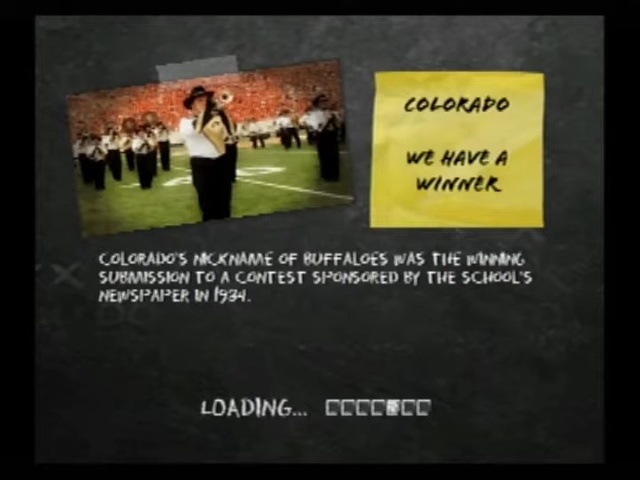 COLORADO
WE HAVE A
WINNER
COLORADO'S NICKNAME OF BUFFALOES WAS THE WINNING
SUBMISSION TO A CONTEST SPONSORED BY THE SCHOOL'S
NEWSPAPER IN 1934.
LOADING...